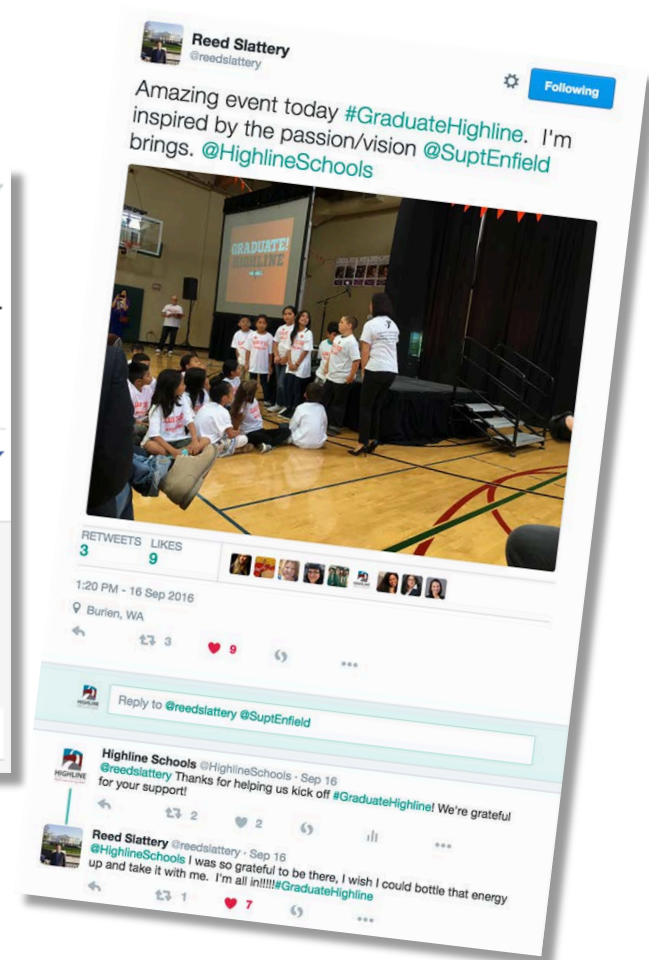 Reed Slattery
@reedslattery
Following
Amazing event today #GraduateHighline. I'm
inspired by the passion/vision @SuptEnfield
brings. @HighlineSchools
GRADUATE!
HIGHLINE
RETWEETS LIKES
3 9
1:20 PM - 16 Sep 2016
Burien, WA
3 9
HIGHLINE
Reply to @reedslattery @SuptEnfield
HIGHLINE
Highline Schools @HighlineSchools · Sep 16
@reedslattery Thanks for helping us kick off #GraduateHighline! We're grateful
for your support!
2 2
Reed Slattery @reedslattery · Sep 16
@HighlineSchools I was so grateful to be there, I wish I could bottle that energy
up and take it with me. I'm all in!!!!!#GraduateHighline
1 7